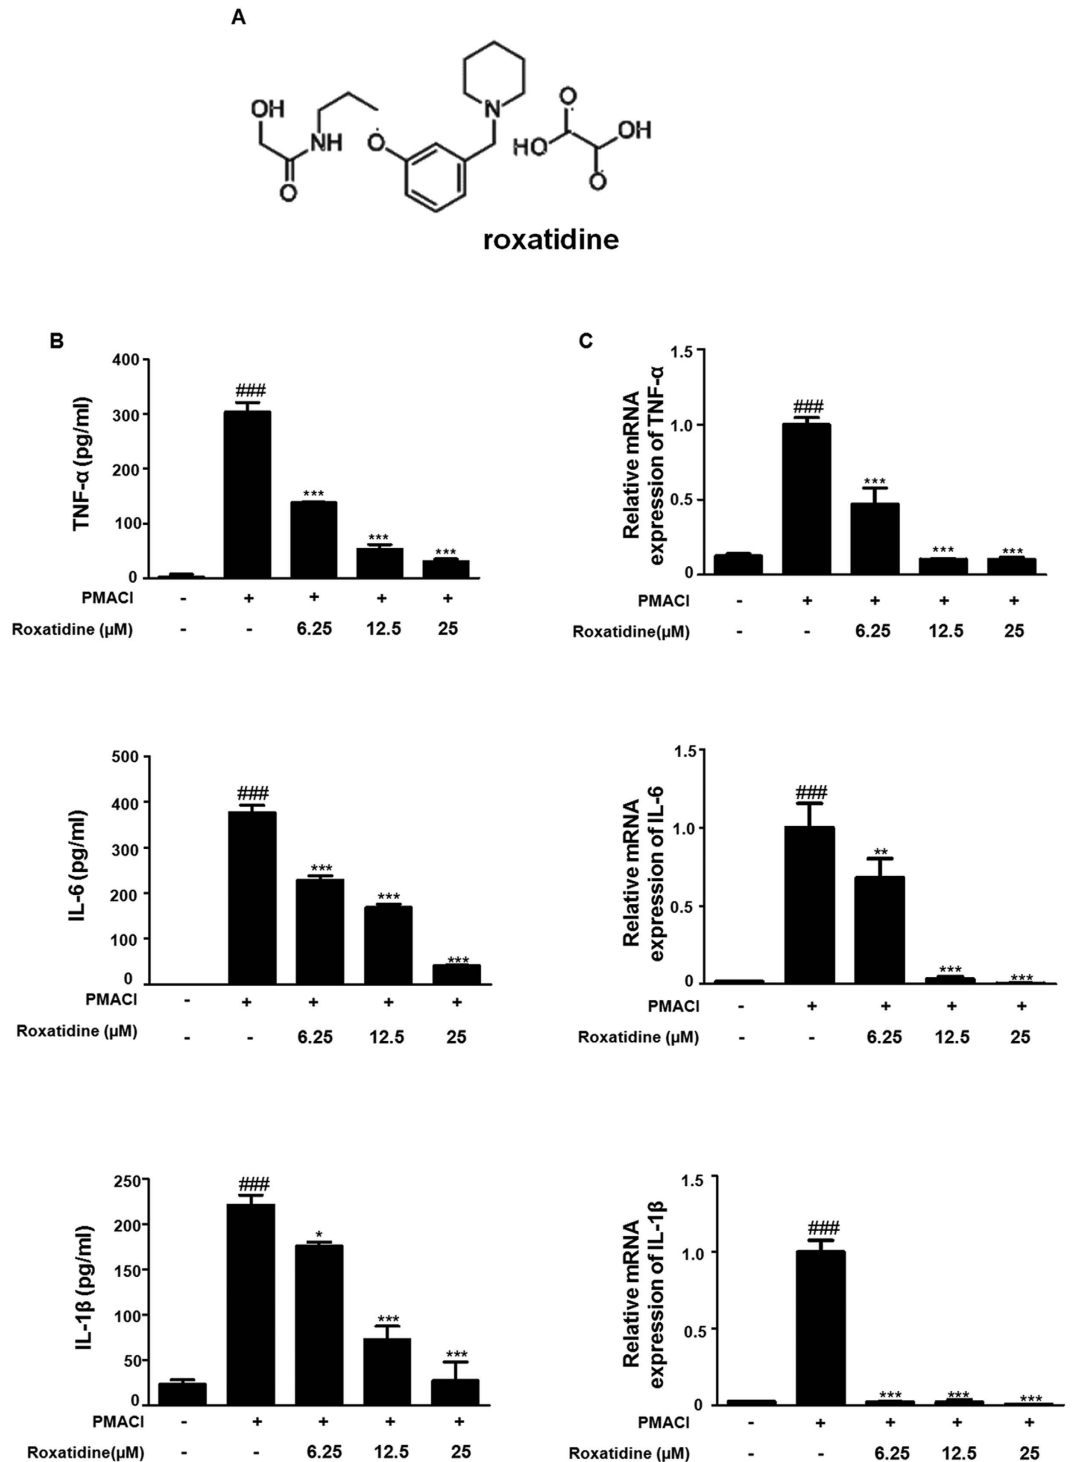 A
OH
NH
O
O
N
O
HO
OH
O
roxatidine
B
TNF-α (pg/ml)
400
300
200
100
0
###
***
***
***
PMACI - + + + +
Roxatidine (µM) - - 6.25 12.5 25
C
Relative mRNA
expression of TNF-α
1.5
1.0
0.5
0
###
***
***
***
PMACI - + + + +
Roxatidine(µM) - - 6.25 12.5 25
IL-6 (pg/ml)
500
400
300
200
100
0
###
***
***
***
PMACI - + + + +
Roxatidine (µM) - - 6.25 12.5 25
Relative mRNA
expression of IL-6
1.5
1.0
0.5
0
###
**
***
***
PMACI - + + + +
Roxatidine (µM) - - 6.25 12.5 25
IL-1β (pg/ml)
250
200
150
100
50
0
###
*
***
***
PMACI - + + + +
Roxatidine(µM) - - 6.25 12.5 25
Relative mRNA
expression of IL-1β
1.5
1.0
0.5
0
###
***
***
***
PMACI - + + + +
Roxatidine(µM) - - 6.25 12.5 25